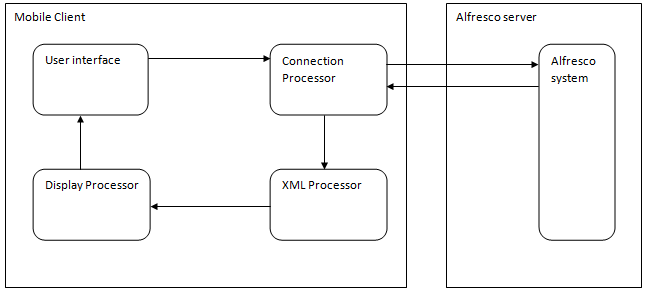 Mobile Client
Alfresco server
User interface
Connection
Processor
Alfresco
system
Display Processor
XML Processor